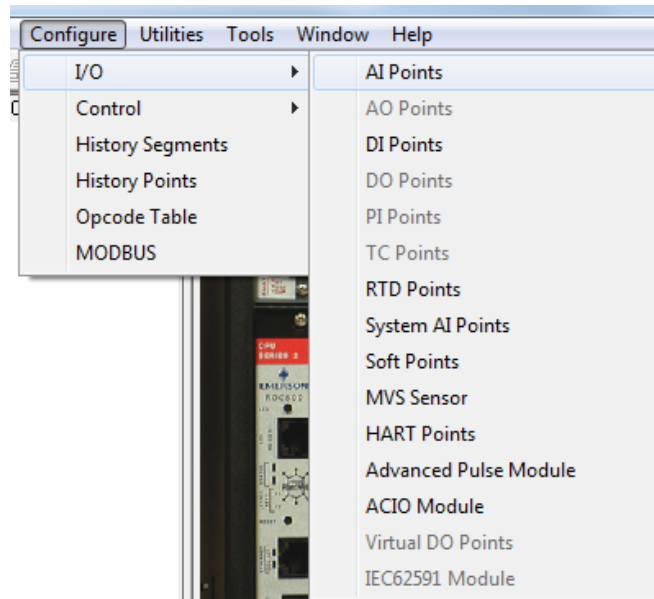 Configure Utilities Tools Window Help
I/O
Control
History Segments
History Points
Opcode Table
MODBUS
AI Points
AO Points
DI Points
DO Points
PI Points
TC Points
RTD Points
System AI Points
Soft Points
MVS Sensor
HART Points
Advanced Pulse Module
ACIO Module
Virtual DO Points
IEC62591 Module
CPU
SERIES 2
EMERSON
ROC800
RESET